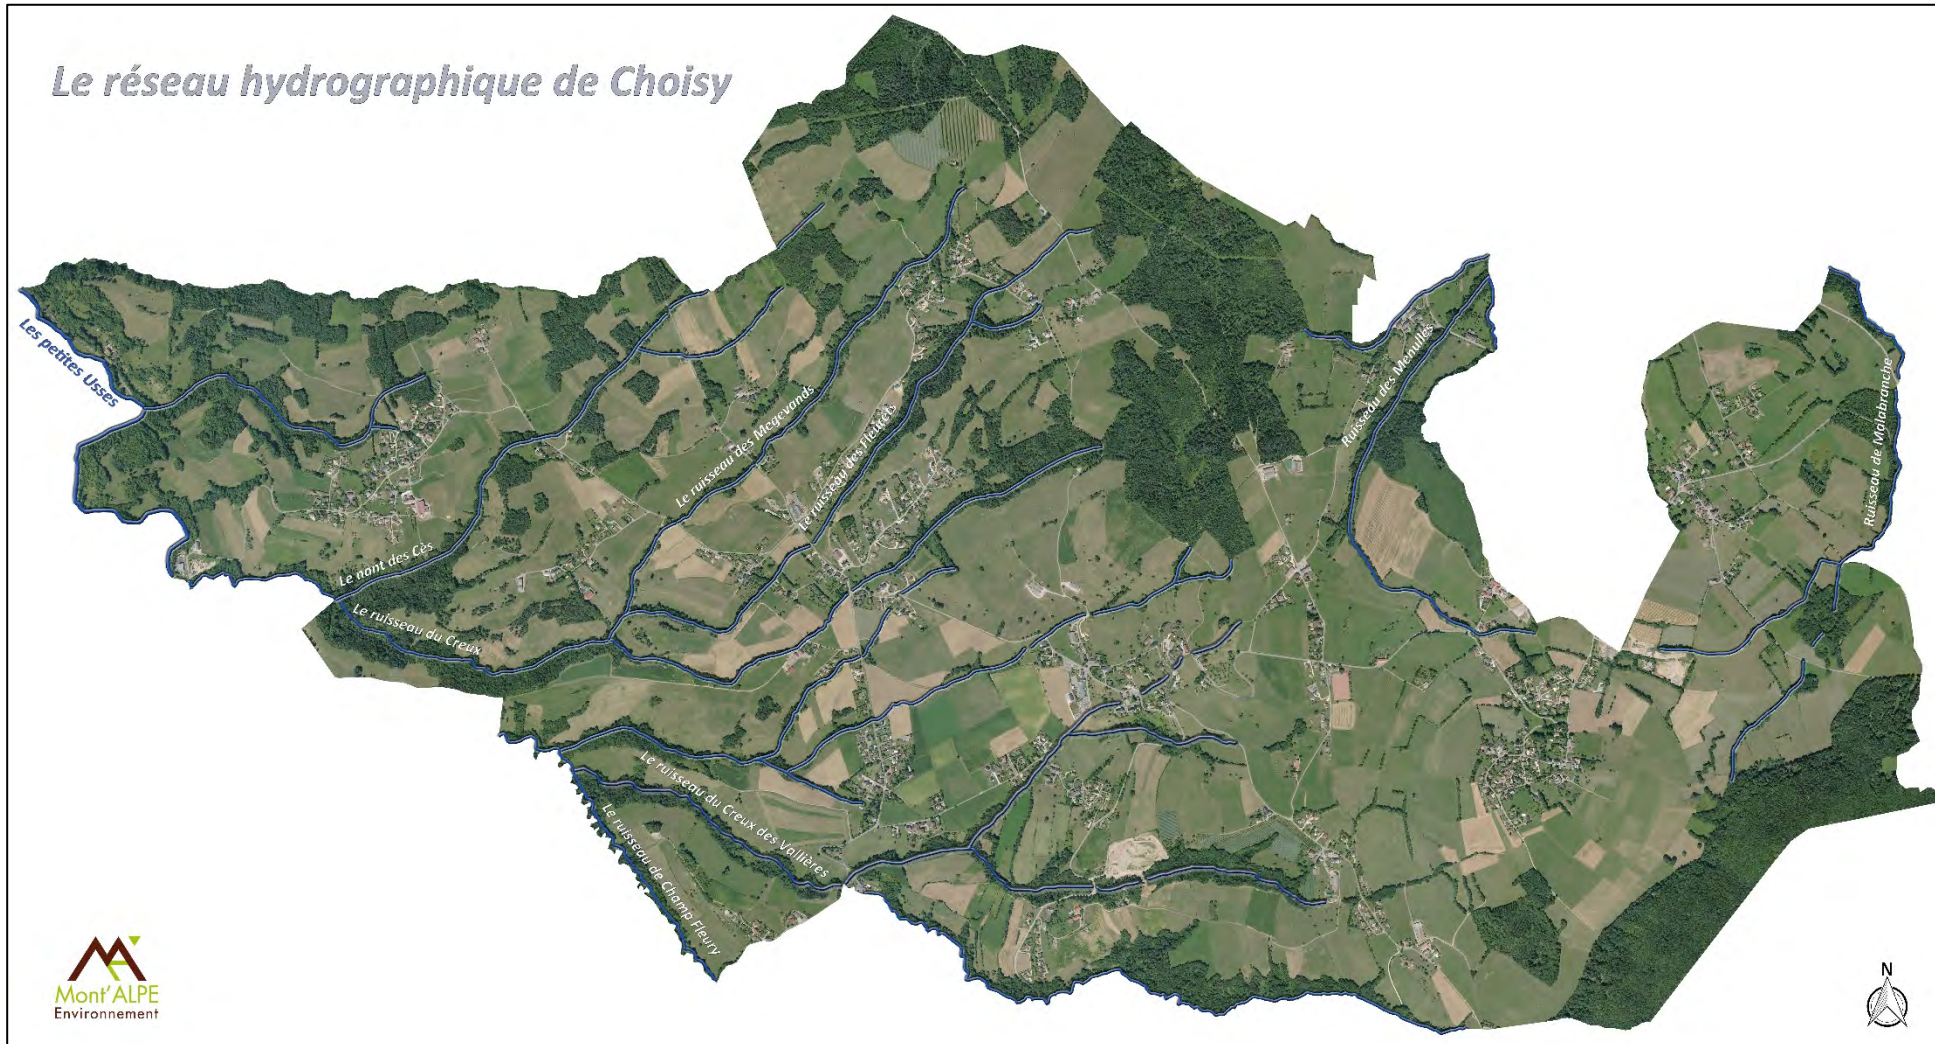 Le réseau hydrographique de Choisy
Les petites Usses
Le ruisseau des Megevands
Le ruisseau des Fleurets
Ruisseau des Menulles
Ruisseau de Malabranche
Le nant des Cès
Le ruisseau du Creux
Le ruisseau du Creux des Vallières
Le ruisseau de Champ Fleury
Mont'ALPE
Environnement
N